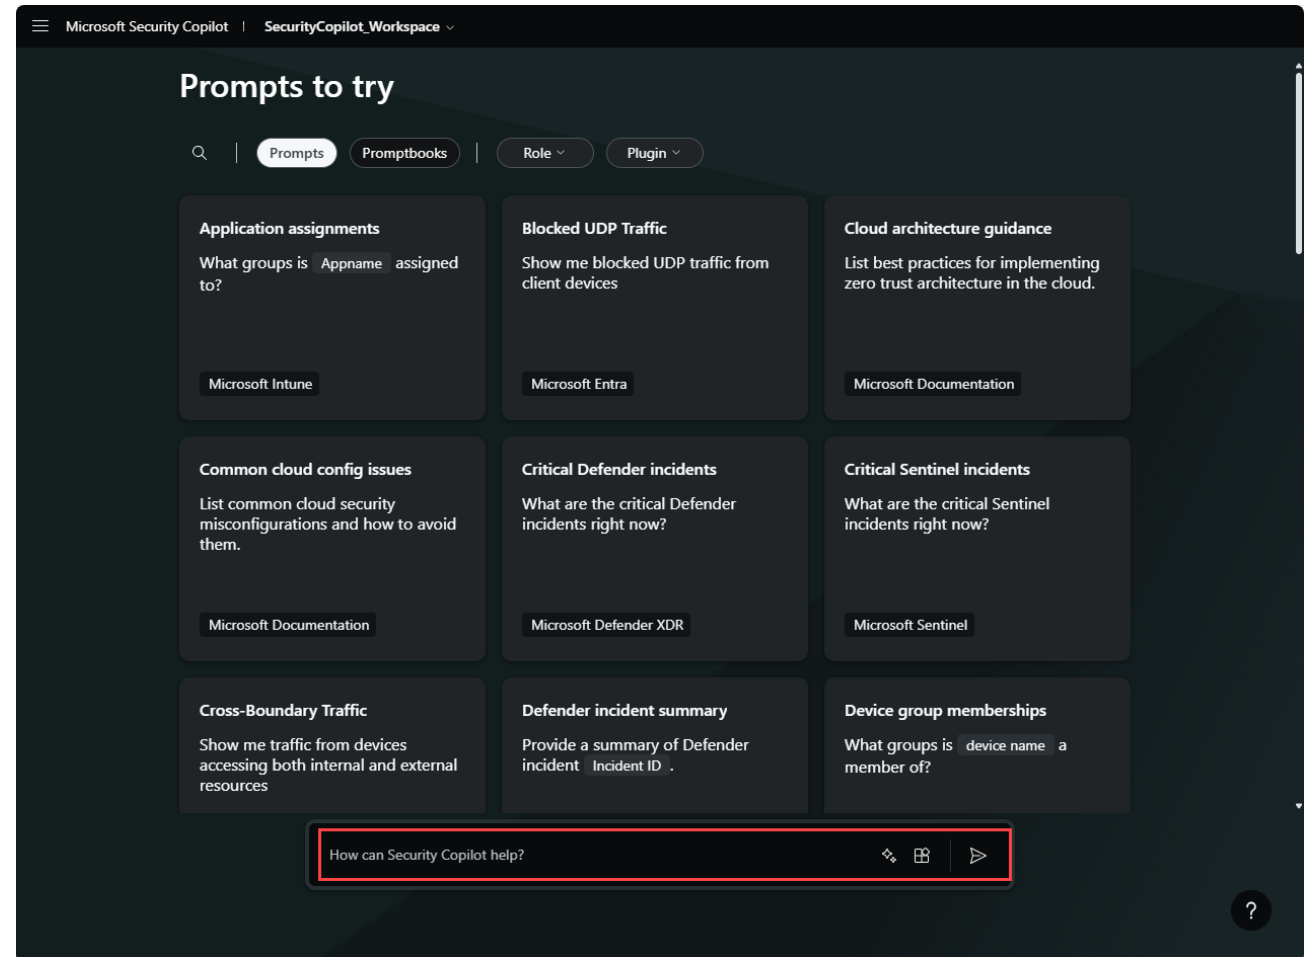 Microsoft Security Copilot | SecurityCopilot_Workspace
Prompts to try
Prompts Promptbooks Role Plugin
Application assignments
What groups is Appname assigned
to?
Microsoft Intune
Blocked UDP Traffic
Show me blocked UDP traffic from
client devices
Microsoft Entra
Cloud architecture guidance
List best practices for implementing
zero trust architecture in the cloud.
Microsoft Documentation
Common cloud config issues
List common cloud security
misconfigurations and how to avoid
them.
Microsoft Documentation
Critical Defender incidents
What are the critical Defender
incidents right now?
Microsoft Defender XDR
Critical Sentinel incidents
What are the critical Sentinel
incidents right now?
Microsoft Sentinel
Cross-Boundary Traffic
Show me traffic from devices
accessing both internal and external
resources
Defender incident summary
Provide a summary of Defender
incident Incident ID .
Device group memberships
What groups is device name a
member of?
How can Security Copilot help?
?